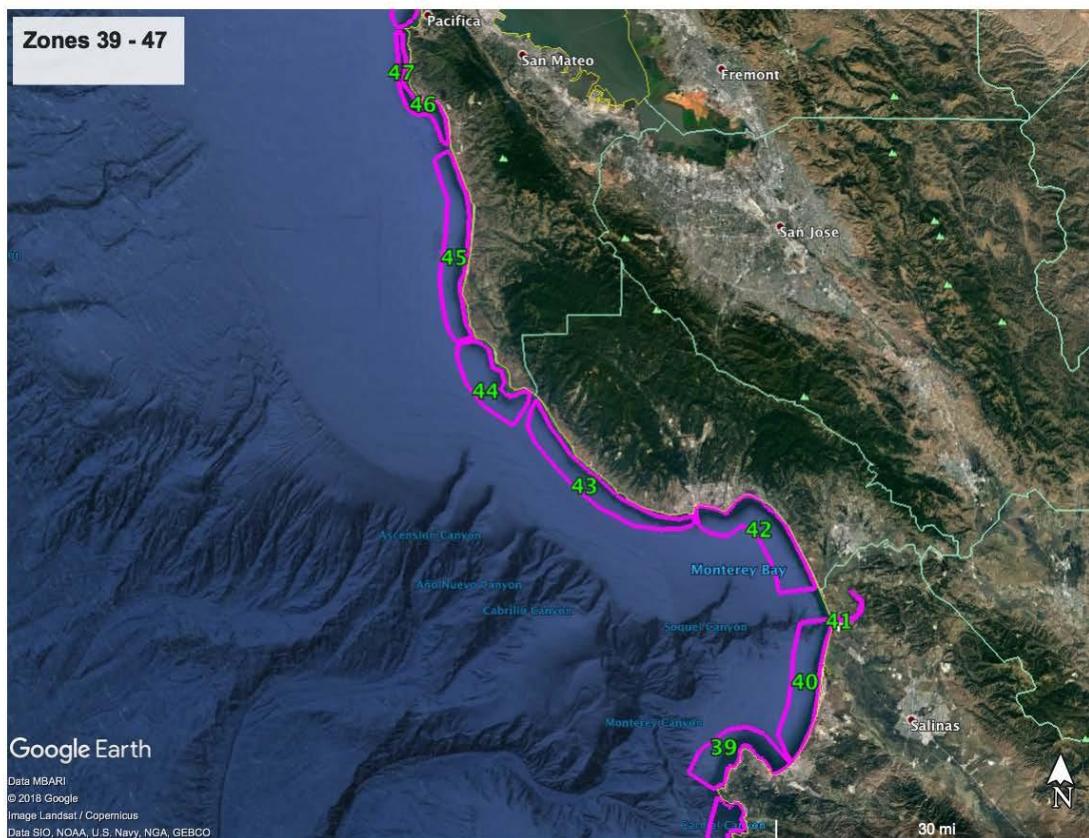 Zones 39 - 47
Pacifica
San Mateo
47
Fremont
46
San Jose
45
44
43
42
Ascension Canyon
Monterey Bay
Año Nuevo Canyon
Cabrillo Canyon
41
Soquel Canyon
40
Monterey Canyon
Salinas
39
Google Earth
Data MBARI
© 2018 Google
Image Landsat / Copernicus
Carmel Canyon
N
Data SIO, NOAA, U.S. Navy, NGA, GEBCO
30 mi